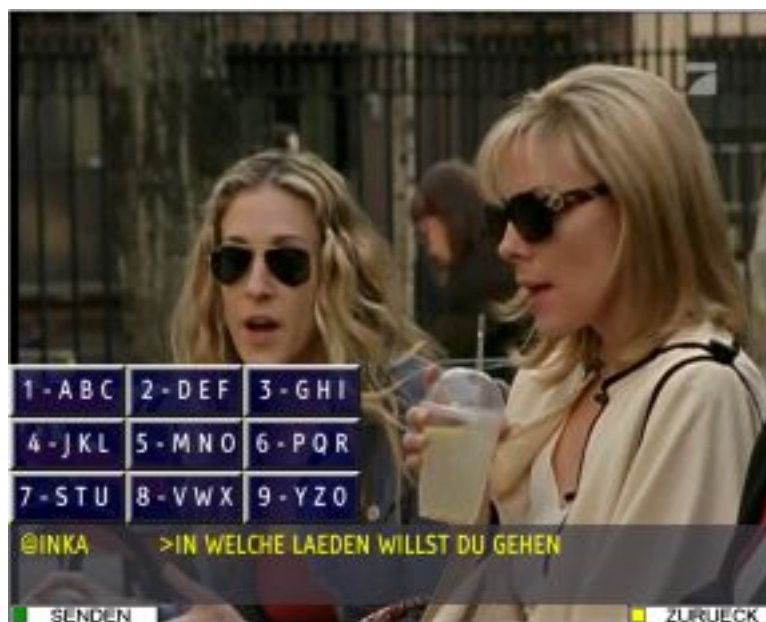 1-ABC 2-DEF 3-GHI
4-JKL 5-MNO 6-PQR
7-STU 8-VWX 9-YZ0
@INKA >IN WELCHE LAEDEN WILLST DU GEHEN
SENDEN ZURUECK